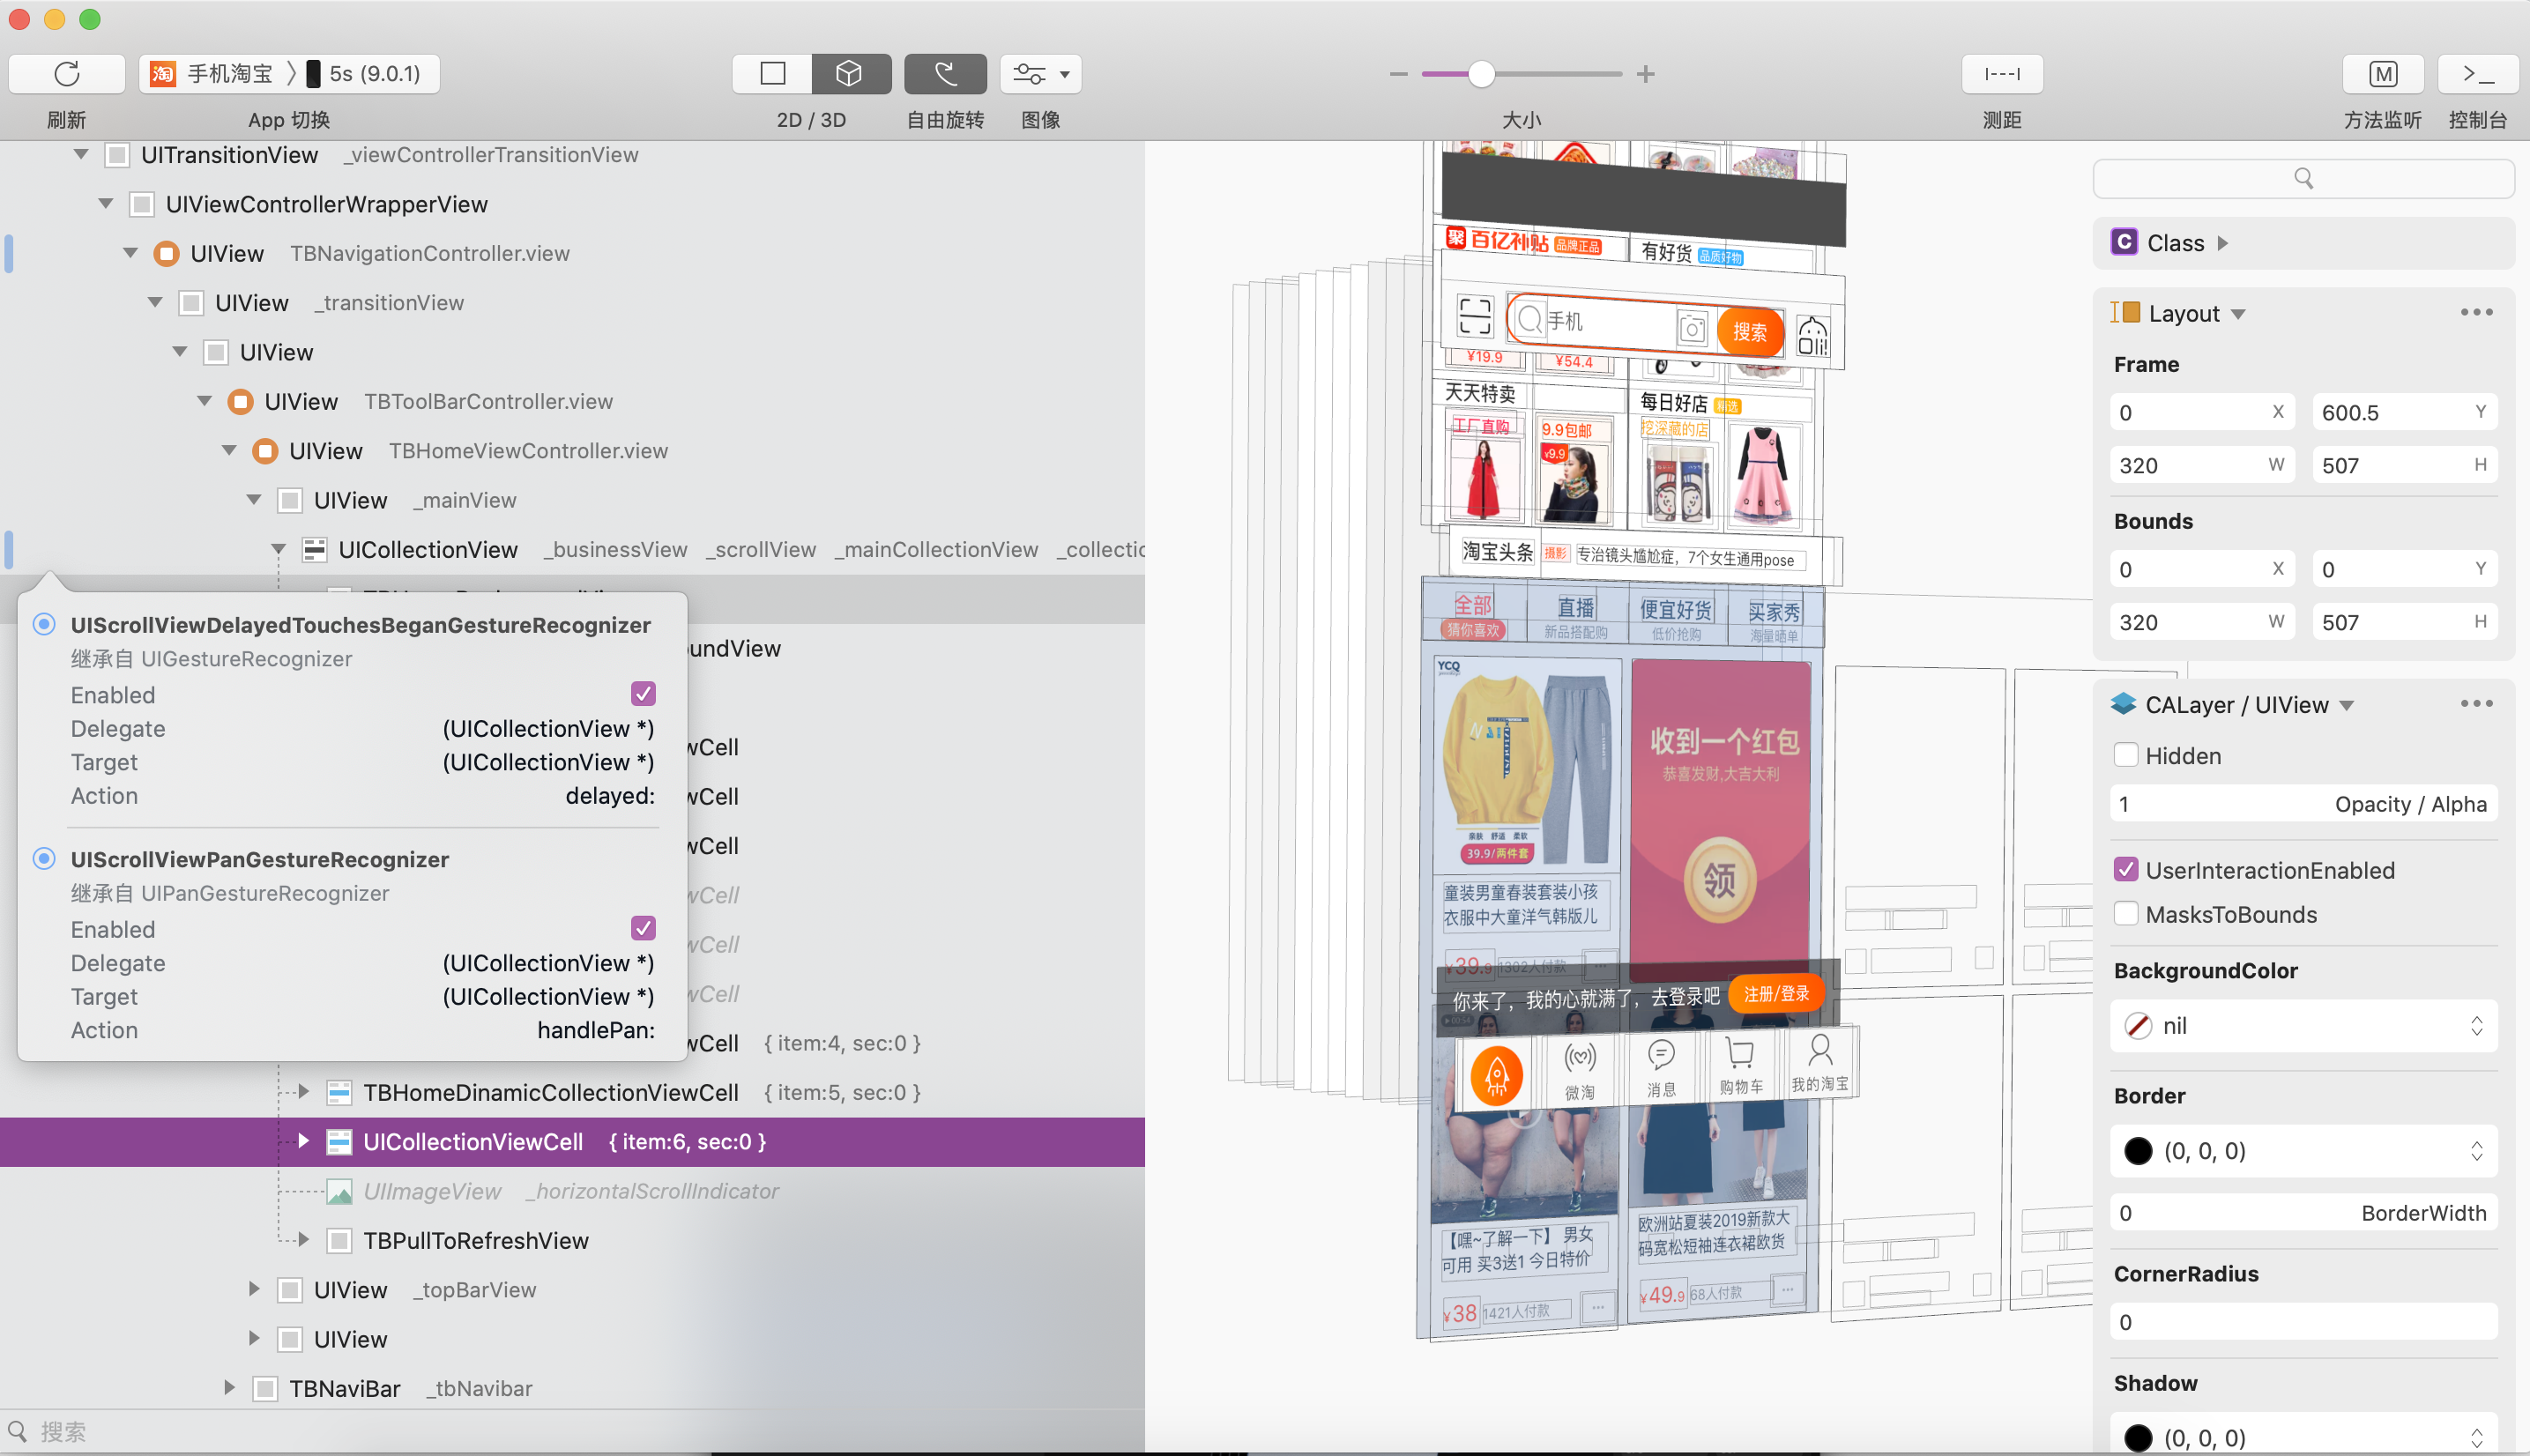 手机淘宝 〉 5s (9.0.1)
刷新
App 切换
2D / 3D
自由旋转
图像
大小
测距
M
方法监听
控制台
UITransitionView _viewControllerTransitionView
UIViewControllerWrapperView
UIView TBNavigationController.view
UIView _transitionView
UIView
UIView TBToolBarController.view
UIView TBHomeViewController.view
UIView _mainView
UICollectionView _businessView _scrollView _mainCollectionView _collectio
UIScrollViewDelayedTouchesBeganGestureRecognizer
继承自 UIGestureRecognizer
Enabled
Delegate (UICollectionView *)
Target (UICollectionView *)
Action delayed:
UIScrollViewPanGestureRecognizer
继承自 UIPanGestureRecognizer
Enabled
Delegate (UICollectionView *)
Target (UICollectionView *)
Action handlePan:
oundView
wCell
wCell
wCell
wCell
wCell
wCell
wCell { item:4, sec:0 }
TBHomeDinamicCollectionViewCell { item:5, sec:0 }
UICollectionViewCell { item:6, sec:0 }
UIImageView _horizontalScrollIndicator
TBPullToRefreshView
UIView _topBarView
UIView
TBNaviBar _tbNavibar
搜索
聚 百亿补贴 品牌正品
有好货 品质好物
手机
搜索
¥19.9
¥54.4
天天特卖
每日好店 精选
工厂直购
9.9包邮
挖深藏的店
¥9.9
淘宝头条 摄影 专治镜头尴尬症，7个女生通用pose
全部 直播 便宜好货 买家秀
猜你喜欢 新品搭配购 低价抢购 海量晒单
YCQ
亲肤 舒适 柔软
39.9/两件套
收到一个红包
恭喜发财,大吉大利
领
童装男童春装套装小孩
衣服中大童洋气韩版儿
¥39.9 1302人付款 ...
你来了，我的心就满了，去登录吧 注册/登录
00:54
微淘
消息
购物车
我的淘宝
【嘿~了解一下】 男女
可用 买3送1 今日特价
¥38 1421人付款 ...
欧洲站夏装2019新款大
码宽松短袖连衣裙欧货
¥49.9 68人付款 ...
C Class
Layout
Frame
0 X 600.5 Y
320 W 507 H
Bounds
0 X 0 Y
320 W 507 H
CALayer / UIView
Hidden
1 Opacity / Alpha
UserInteractionEnabled
MasksToBounds
BackgroundColor
nil
Border
(0, 0, 0)
0 BorderWidth
CornerRadius
0
Shadow
(0, 0, 0)